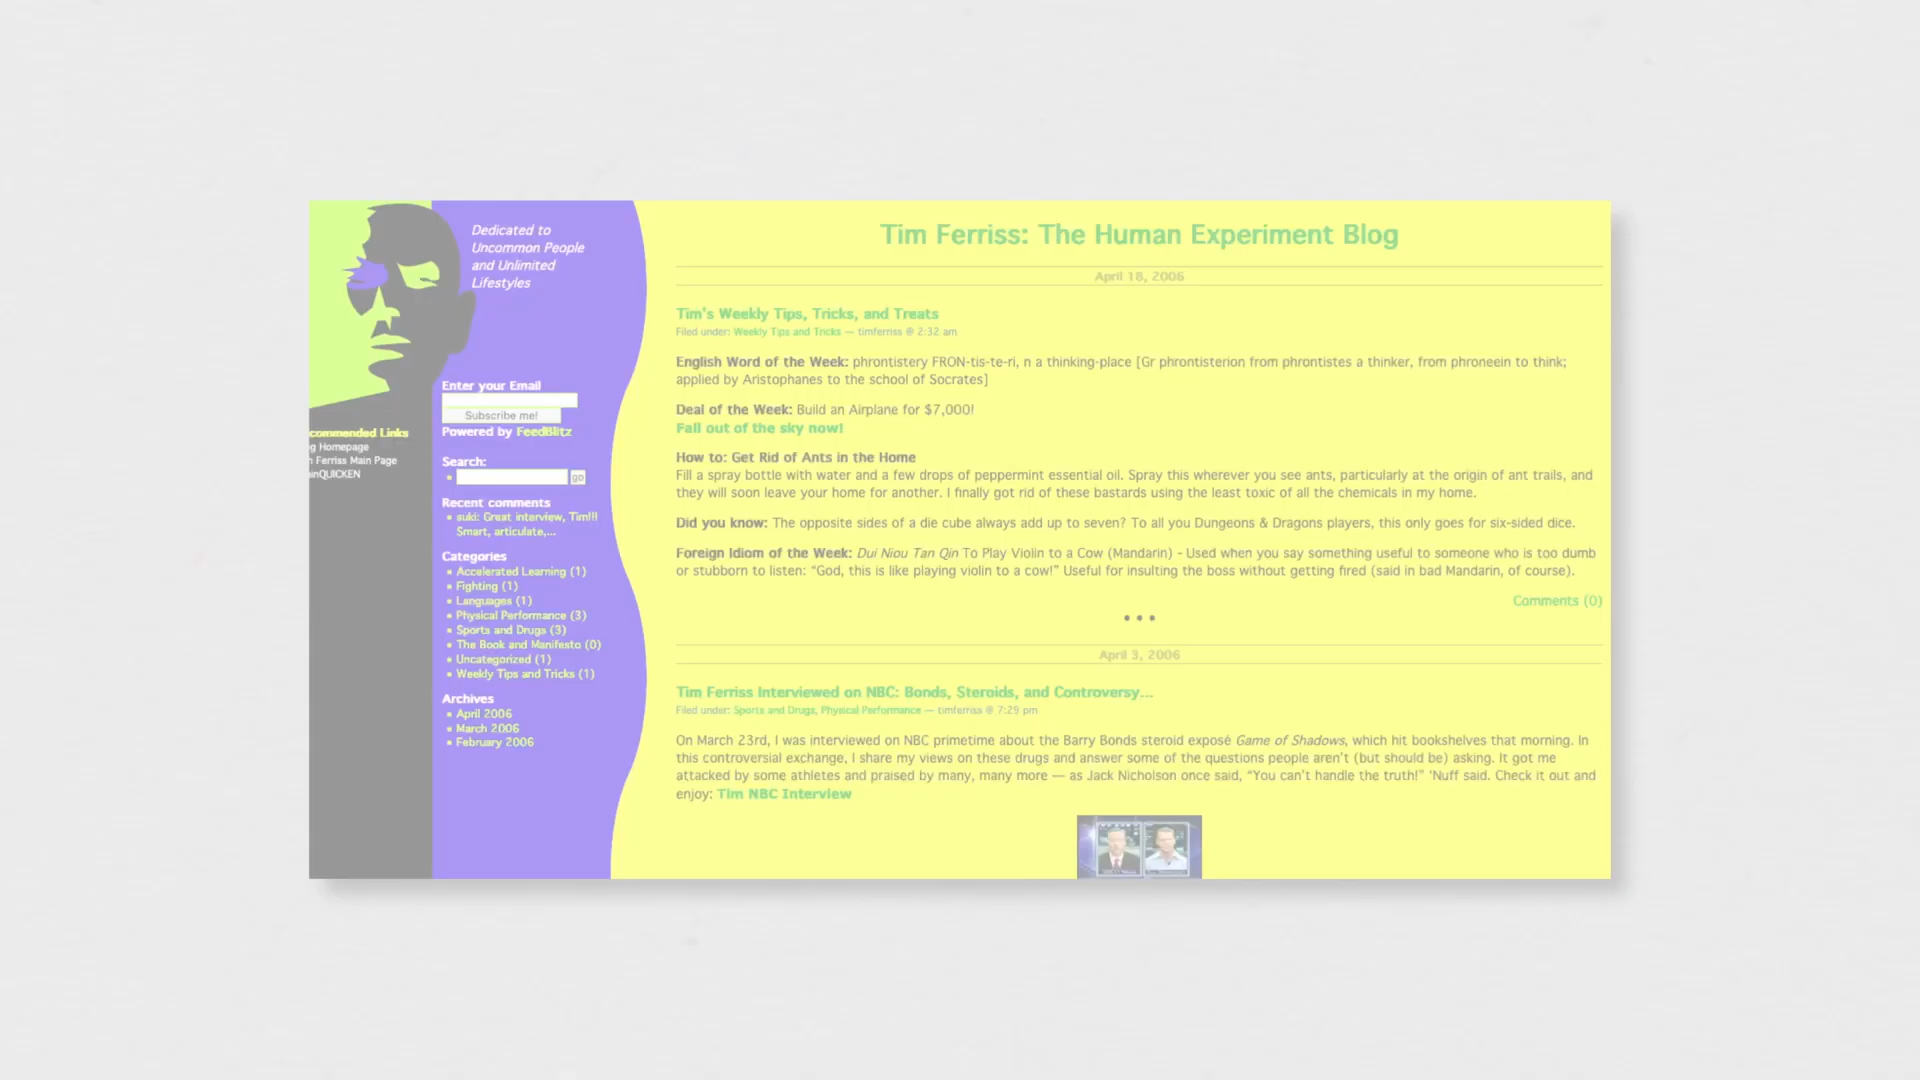 Dedicated to
Uncommon People
and Unlimited
Lifestyles
Enter your Email
Subscribe me!
Powered by FeedBlitz
commended Links
g Homepage
Ferriss Main Page
inQUICKEN
Search:
go
Recent comments
suki: Great interview, Tim!!!
Smart, articulate,...
Categories
Accelerated Learning (1)
Fighting (1)
Languages (1)
Physical Performance (3)
Sports and Drugs (3)
The Book and Manifesto (0)
Uncategorized (1)
Weekly Tips and Tricks (1)
Archives
April 2006
March 2006
February 2006
Tim Ferriss: The Human Experiment Blog
April 18, 2006
Tim's Weekly Tips, Tricks, and Treats
Filed under: Weekly Tips and Tricks — timferriss @ 2:32 am
English Word of the Week: phrontistery FRON-tis-te-ri, n a thinking-place [Gr phrontisterion from phrontistes a thinker, from phroneein to think;
applied by Aristophanes to the school of Socrates]
Deal of the Week: Build an Airplane for $7,000!
Fall out of the sky now!
How to: Get Rid of Ants in the Home
Fill a spray bottle with water and a few drops of peppermint essential oil. Spray this wherever you see ants, particularly at the origin of ant trails, and
they will soon leave your home for another. I finally got rid of these bastards using the least toxic of all the chemicals in my home.
Did you know: The opposite sides of a die cube always add up to seven? To all you Dungeons & Dragons players, this only goes for six-sided dice.
Foreign Idiom of the Week: Dui Niou Tan Qin To Play Violin to a Cow (Mandarin) - Used when you say something useful to someone who is too dumb
or stubborn to listen: “God, this is like playing violin to a cow!” Useful for insulting the boss without getting fired (said in bad Mandarin, of course).
Comments (0)
• • •
April 3, 2006
Tim Ferriss Interviewed on NBC: Bonds, Steroids, and Controversy...
Filed under: Sports and Drugs, Physical Performance — timferriss @ 7:29 pm
On March 23rd, I was interviewed on NBC primetime about the Barry Bonds steroid exposé Game of Shadows, which hit bookshelves that morning. In
this controversial exchange, I share my views on these drugs and answer some of the questions people aren't (but should be) asking. It got me
attacked by some athletes and praised by many, many more — as Jack Nicholson once said, “You can't handle the truth!” 'Nuff said. Check it out and
enjoy: Tim NBC Interview